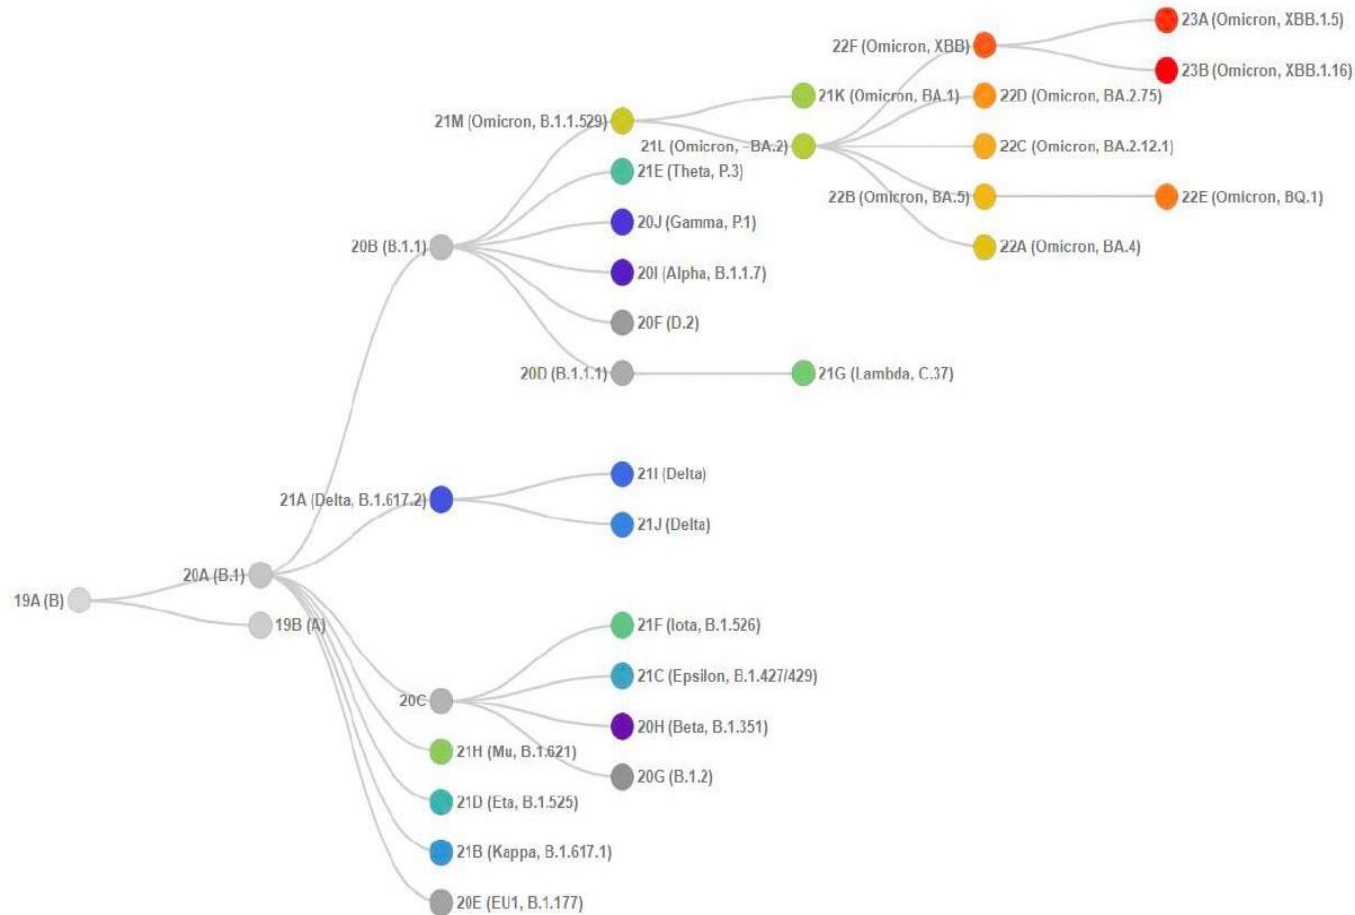 23A (Omicron, XBB.1.5)
22F (Omicron, XBB)
23B (Omicron, XBB.1.16)
21K (Omicron, BA.1)
22D (Omicron, BA.2.75)
21M (Omicron, B.1.1.529)
21L (Omicron, ~BA.2)
22C (Omicron, BA.2.12.1)
21E (Theta, P.3)
22B (Omicron, BA.5)
22E (Omicron, BQ.1)
20J (Gamma, P.1)
20B (B.1.1)
22A (Omicron, BA.4)
20I (Alpha, B.1.1.7)
20F (D.2)
20D (B.1.1.1)
21G (Lambda, C.37)
21I (Delta)
21A (Delta, B.1.617.2)
21J (Delta)
20A (B.1)
19A (B)
19B (A)
21F (Iota, B.1.526)
21C (Epsilon, B.1.427/429)
20C
20H (Beta, B.1.351)
21H (Mu, B.1.621)
20G (B.1.2)
21D (Eta, B.1.525)
21B (Kappa, B.1.617.1)
20E (EU1, B.1.177)